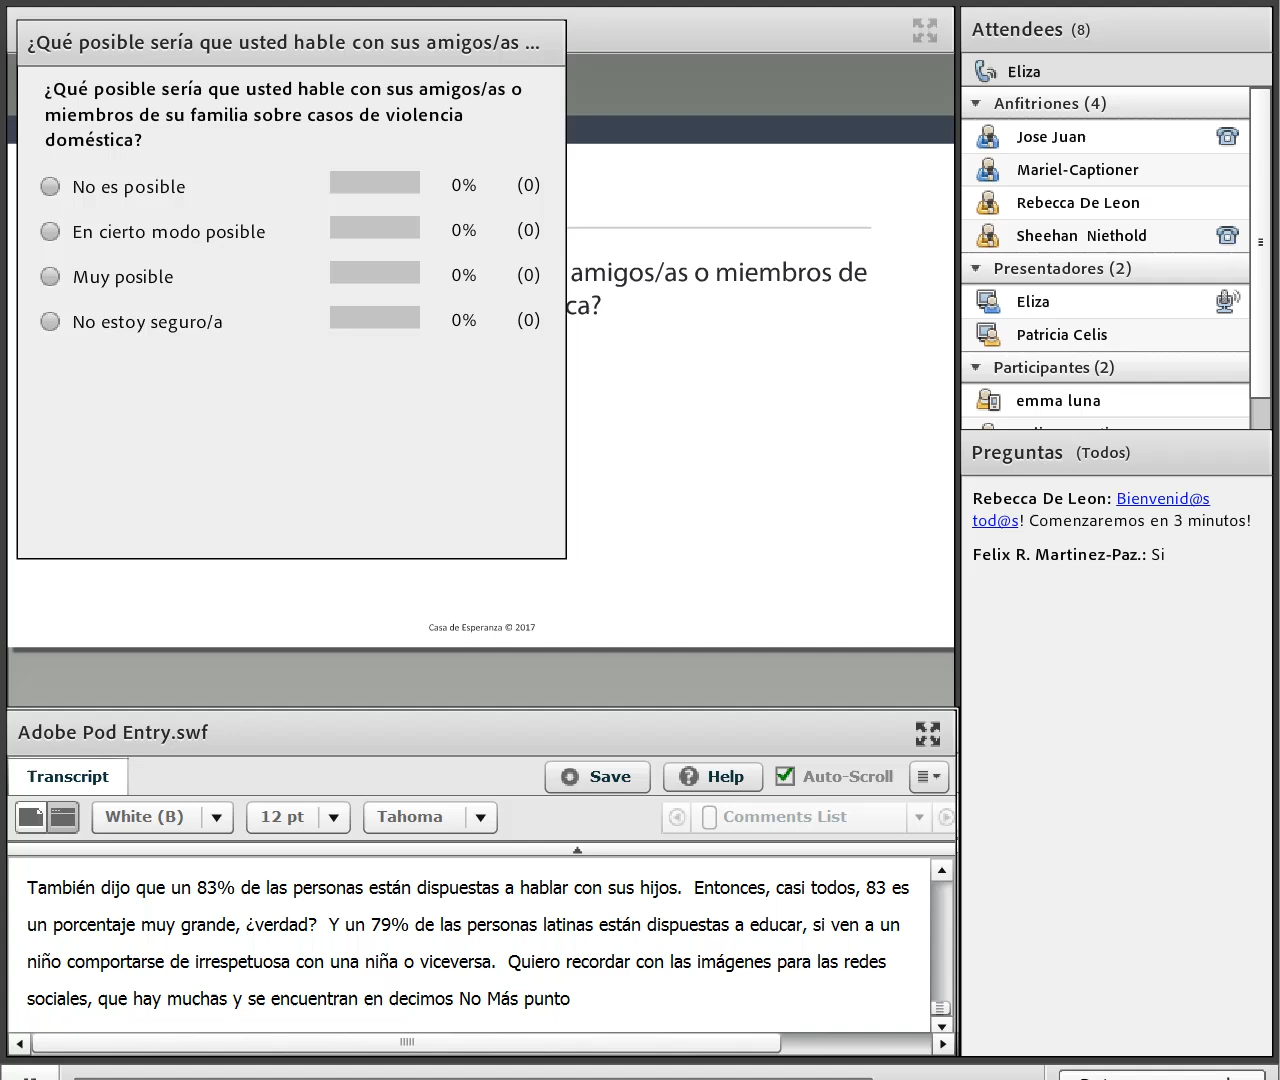 ¿Qué posible sería que usted hable con sus amigos/as ...
¿Qué posible sería que usted hable con sus amigos/as o
miembros de su familia sobre casos de violencia
doméstica?
No es posible 0% (0)
En cierto modo posible 0% (0)
Muy posible 0% (0)
No estoy seguro/a 0% (0)
amigos/as o miembros de
ca?
Casa de Esperanza © 2017
Attendees (8)
Eliza
Anfitriones (4)
Jose Juan
Mariel-Captioner
Rebecca De Leon
Sheehan Niethold
Presentadores (2)
Eliza
Patricia Celis
Participantes (2)
emma luna
Preguntas (Todos)
Rebecca De Leon: Bienvenid@s
tod@s! Comenzaremos en 3 minutos!
Felix R. Martinez-Paz.: Si
Adobe Pod Entry.swf
Transcript Save Help Auto-Scroll
White (B) 12 pt Tahoma Comments List
También dijo que un 83% de las personas están dispuestas a hablar con sus hijos. Entonces, casi todos, 83 es
un porcentaje muy grande, ¿verdad? Y un 79% de las personas latinas están dispuestas a educar, si ven a un
niño comportarse de irrespetuosa con una niña o viceversa. Quiero recordar con las imágenes para las redes
sociales, que hay muchas y se encuentran en decimos No Más punto